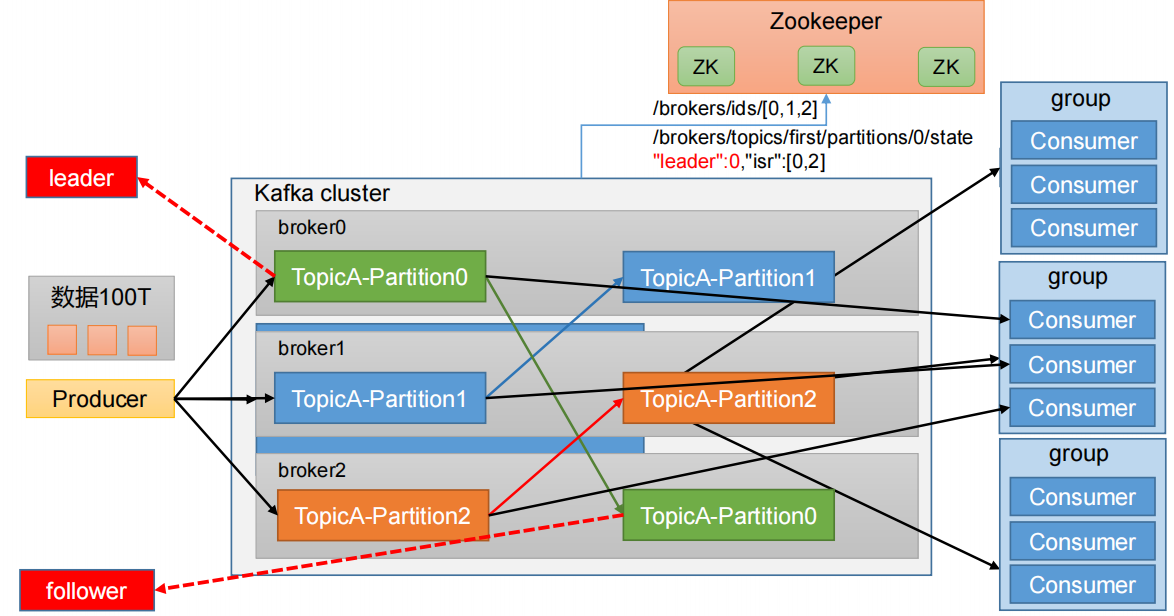 Zookeeper
ZK
ZK
ZK
/brokers/ids/[0,1,2]
/brokers/topics/first/partitions/0/state
"leader":0,"isr":[0,2]
leader
数据100T
Producer
follower
Kafka cluster
broker0
TopicA-Partition0
TopicA-Partition1
broker1
TopicA-Partition1
TopicA-Partition2
broker2
TopicA-Partition2
TopicA-Partition0
group
Consumer
Consumer
Consumer
group
Consumer
Consumer
Consumer
group
Consumer
Consumer
Consumer